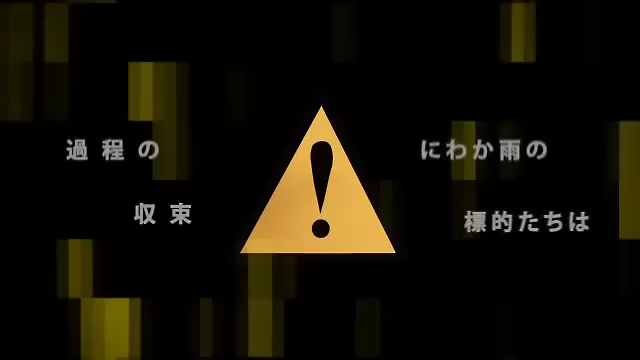 過程の
収束
にわか雨の
標的たちは